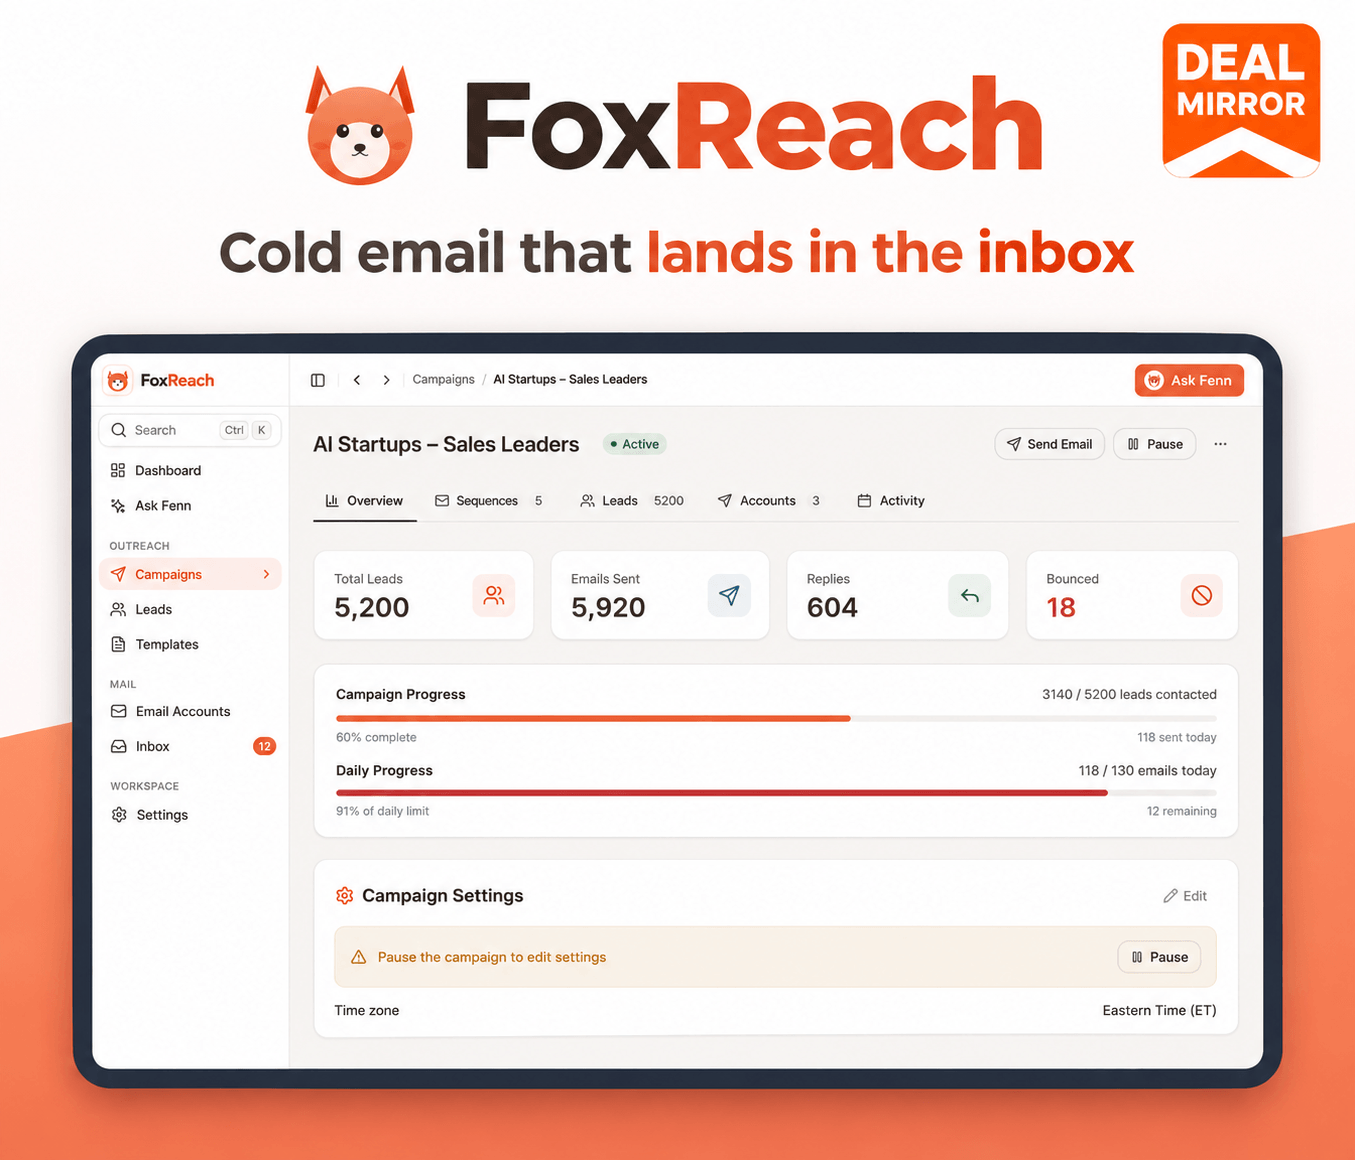 FoxReach
DEAL
MIRROR
Cold email that lands in the inbox
FoxReach
Campaigns / AI Startups – Sales Leaders
Ask Fenn
Search Ctrl K
Dashboard
Ask Fenn
OUTREACH
Campaigns
Leads
Templates
MAIL
Email Accounts
Inbox 12
WORKSPACE
Settings
AI Startups – Sales Leaders Active
Send Email Pause
Overview Sequences 5 Leads 5200 Accounts 3 Activity
Total Leads
5,200
Emails Sent
5,920
Replies
604
Bounced
18
Campaign Progress 3140 / 5200 leads contacted
60% complete 118 sent today
Daily Progress 118 / 130 emails today
91% of daily limit 12 remaining
Campaign Settings Edit
Pause the campaign to edit settings Pause
Time zone Eastern Time (ET)